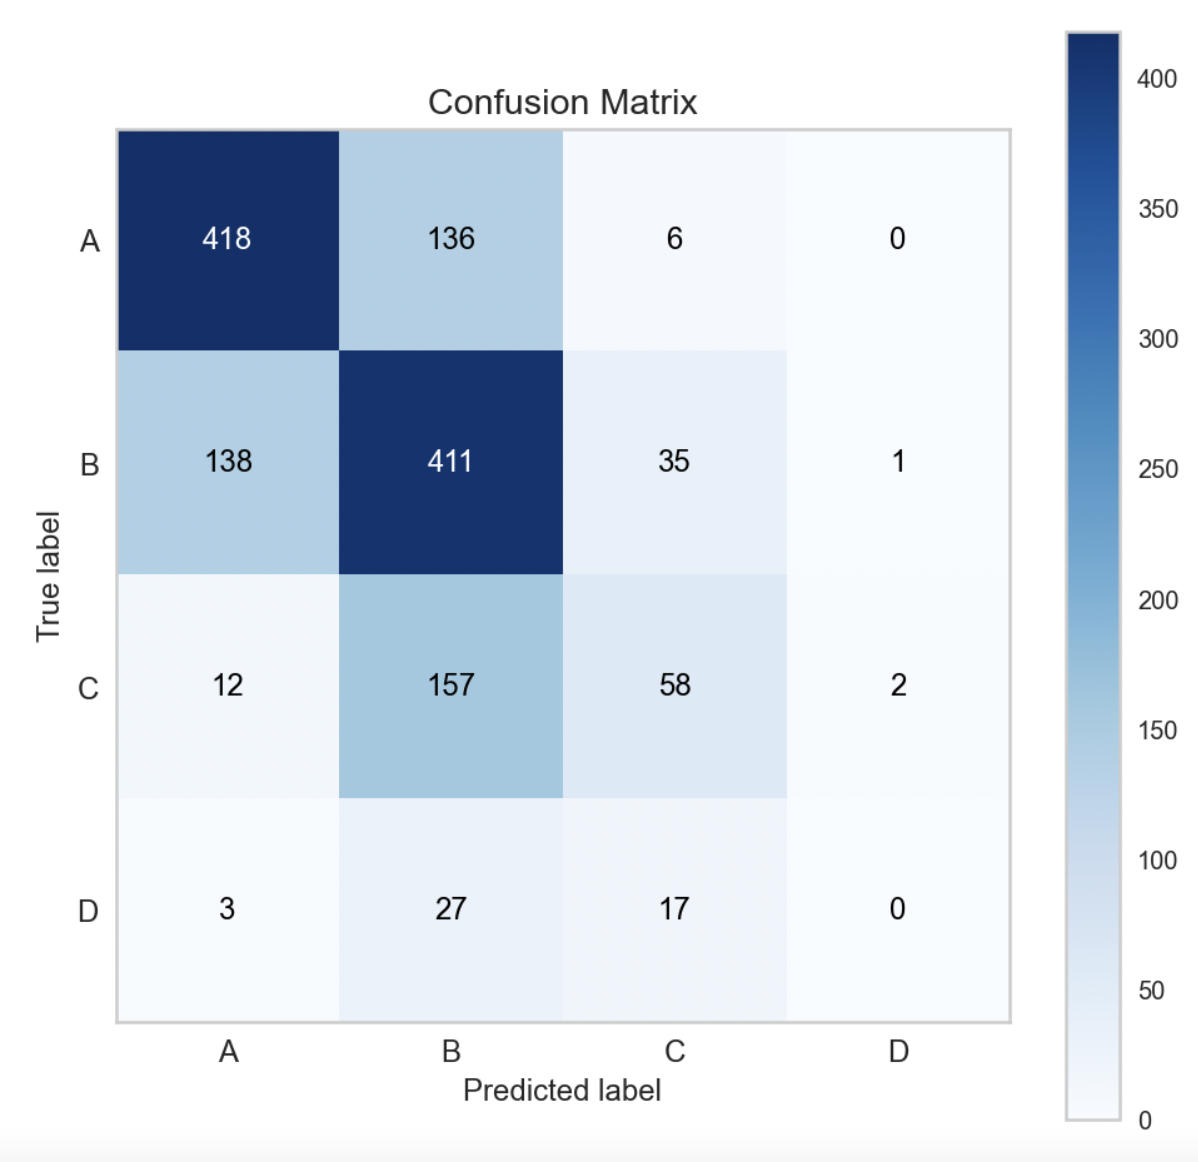 Confusion Matrix
True label
A 418 136 6 0
B 138 411 35 1
C 12 157 58 2
D 3 27 17 0
A B C D
Predicted label
400
350
300
250
200
150
100
50
0